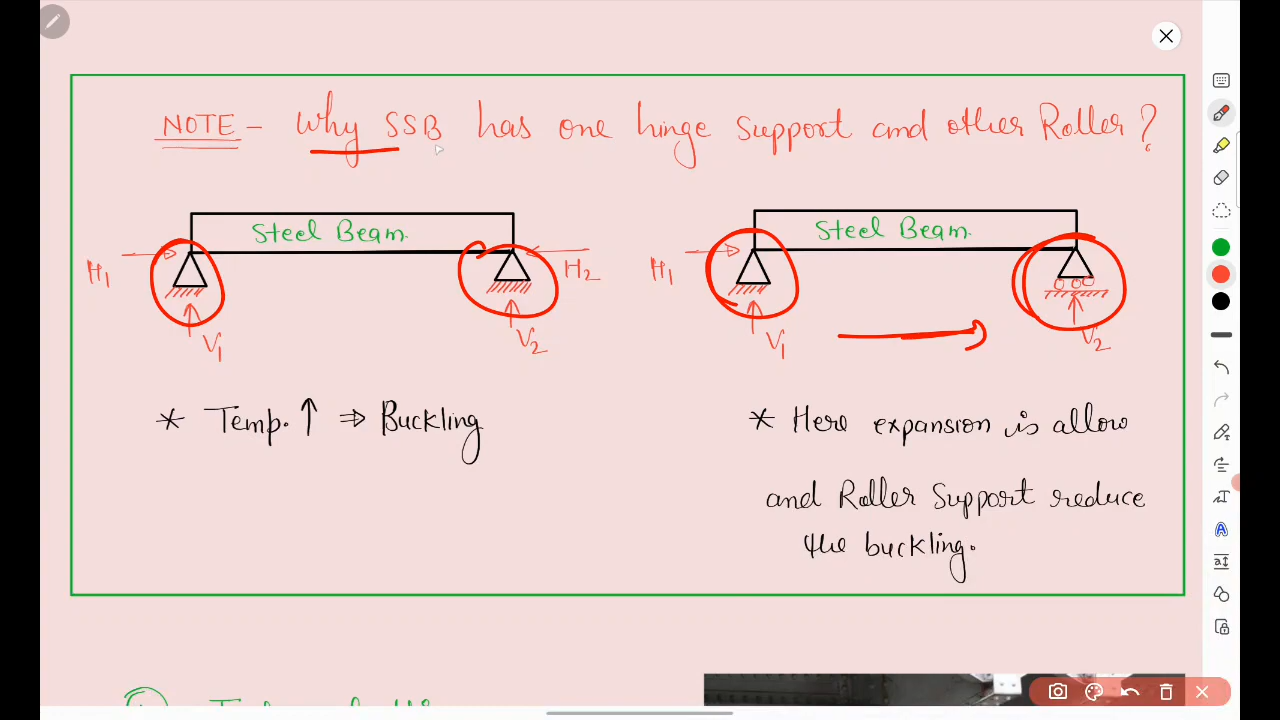 NOTE - Why SSB has one hinge Support and other Roller?
Steel Beam
H1
H2
V1
V2
Steel Beam
H1
V1
V2
* Temp. ↑ ⇒ Buckling
* Here expansion is allow
and Roller Support reduce
the buckling.